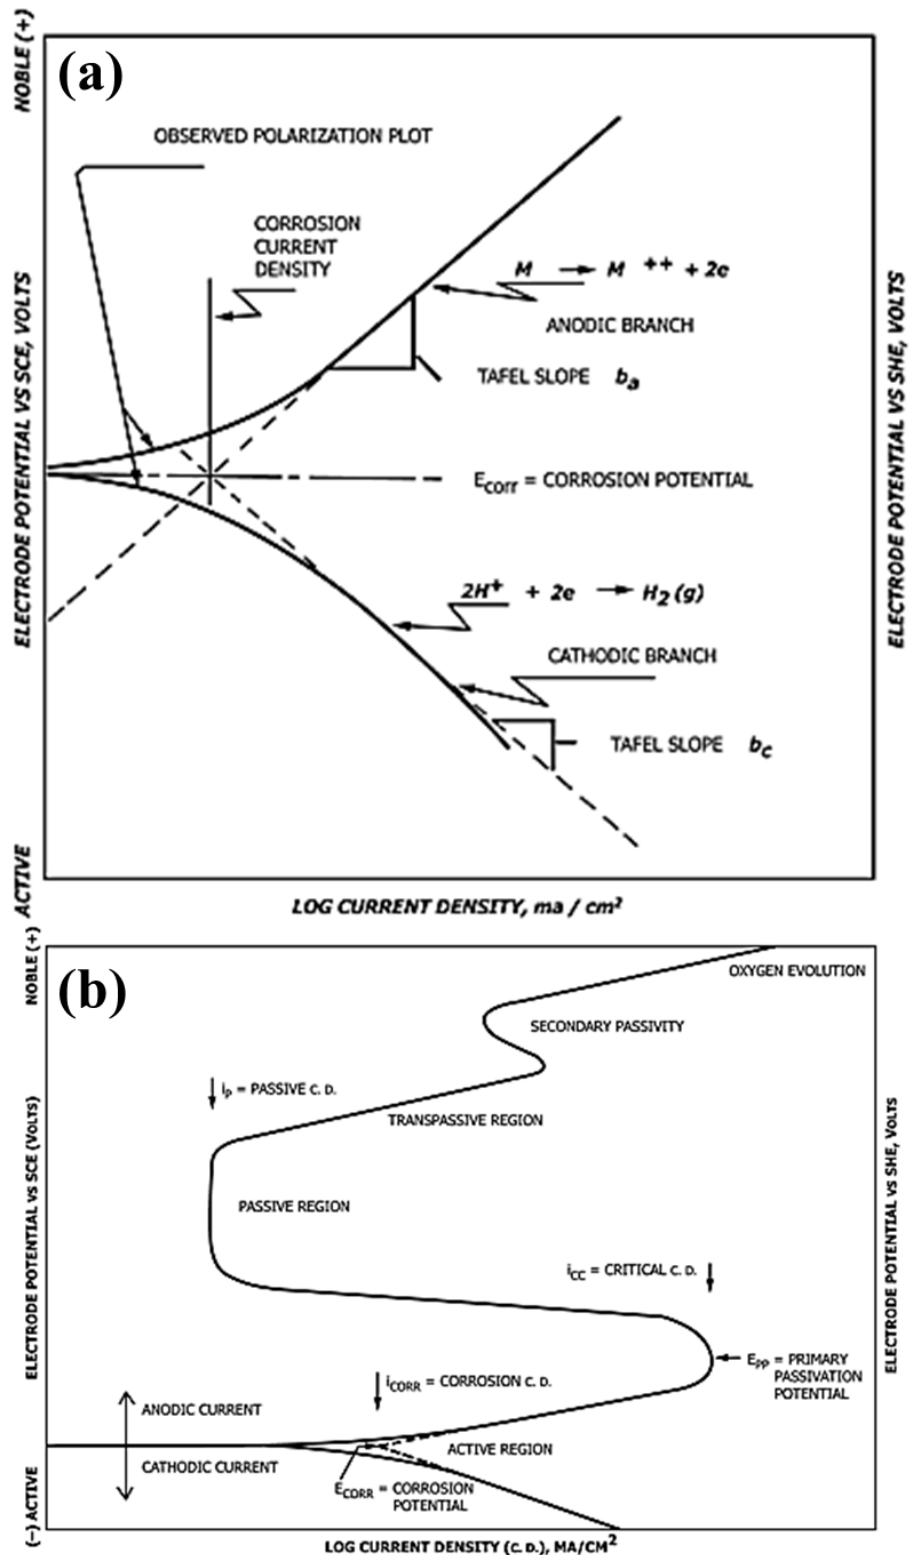 NOBLE (+)
(a)
OBSERVED POLARIZATION PLOT
CORROSION
CURRENT
DENSITY
M → M ++ + 2e
ANODIC BRANCH
TAFEL SLOPE ba
ELECTRODE POTENTIAL VS SCE, VOLTS
ELECTRODE POTENTIAL VS SHE, VOLTS
Ecorr = CORROSION POTENTIAL
2H+ + 2e → H2 (g)
CATHODIC BRANCH
TAFEL SLOPE bc
ACTIVE
LOG CURRENT DENSITY, ma / cm2
NOBLE (+)
(b)
OXYGEN EVOLUTION
SECONDARY PASSIVITY
iP = PASSIVE C. D.
TRANSPASSIVE REGION
ELECTRODE POTENTIAL VS SCE (VOLTS)
ELECTRODE POTENTIAL VS SHE, VOLTS
PASSIVE REGION
iCC = CRITICAL C. D.
EPP = PRIMARY
PASSIVATION
POTENTIAL
iCORR = CORROSION C. D.
ANODIC CURRENT
ACTIVE REGION
CATHODIC CURRENT
ECORR = CORROSION
POTENTIAL
(−) ACTIVE
LOG CURRENT DENSITY (C. D.), MA/CM2